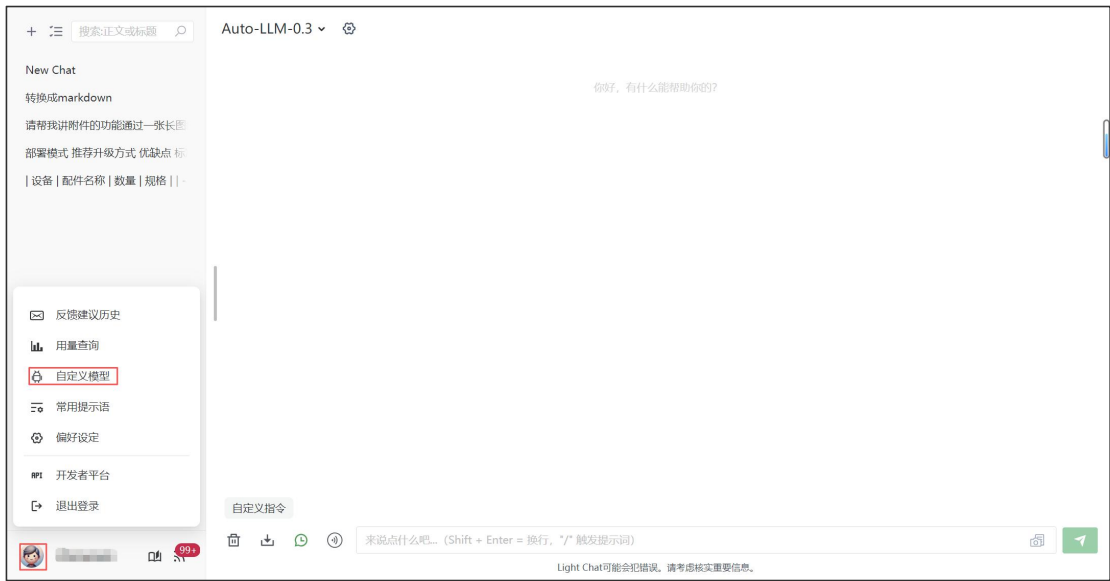 搜索:正文或标题
Auto-LLM-0.3
New Chat
转换成markdown
请帮我讲附件的功能通过一张长图
部署模式 推荐升级方式 优缺点 标
| 设备 | 配件名称 | 数量 | 规格 | | -
你好，有什么能帮助你的?
反馈建议历史
用量查询
自定义模型
常用提示语
偏好设定
API 开发者平台
退出登录
99+
自定义指令
来说点什么吧...（Shift + Enter = 换行，"/" 触发提示词）
Light Chat可能会犯错误。请考虑核实重要信息。